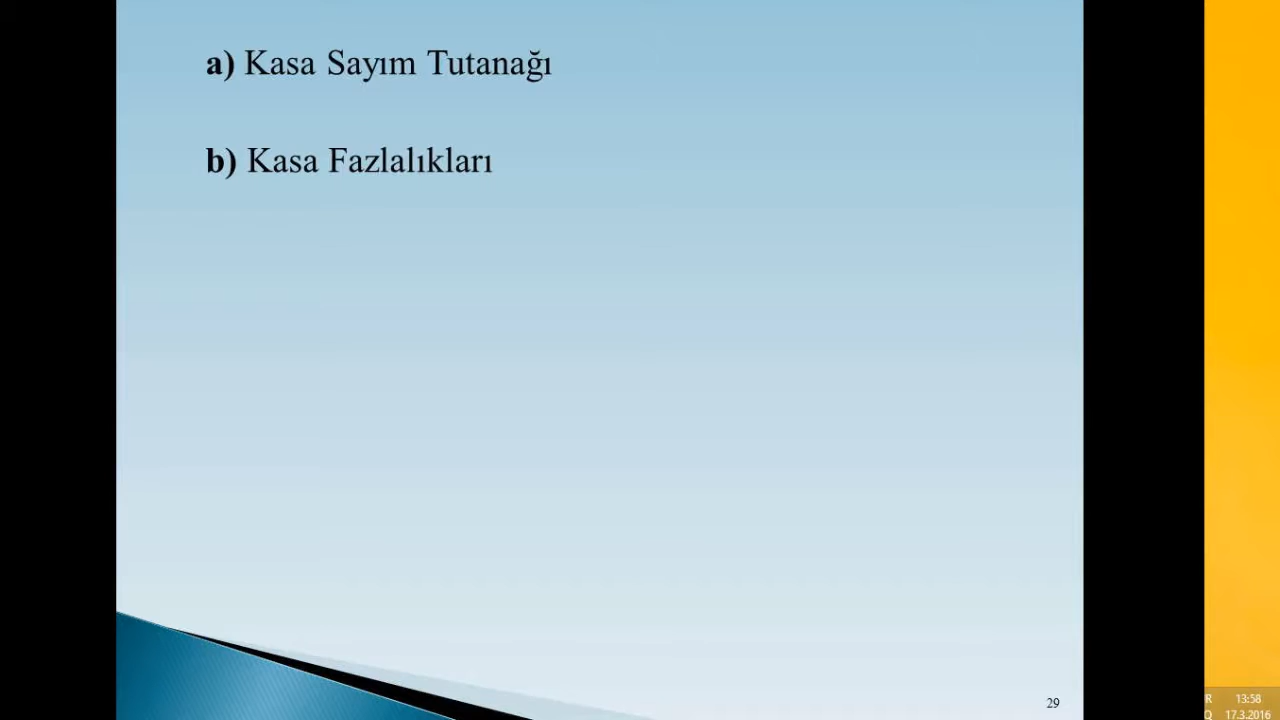 a) Kasa Sayım Tutanağı
b) Kasa Fazlalıkları
29
R 13:58
Q 17.3.2016